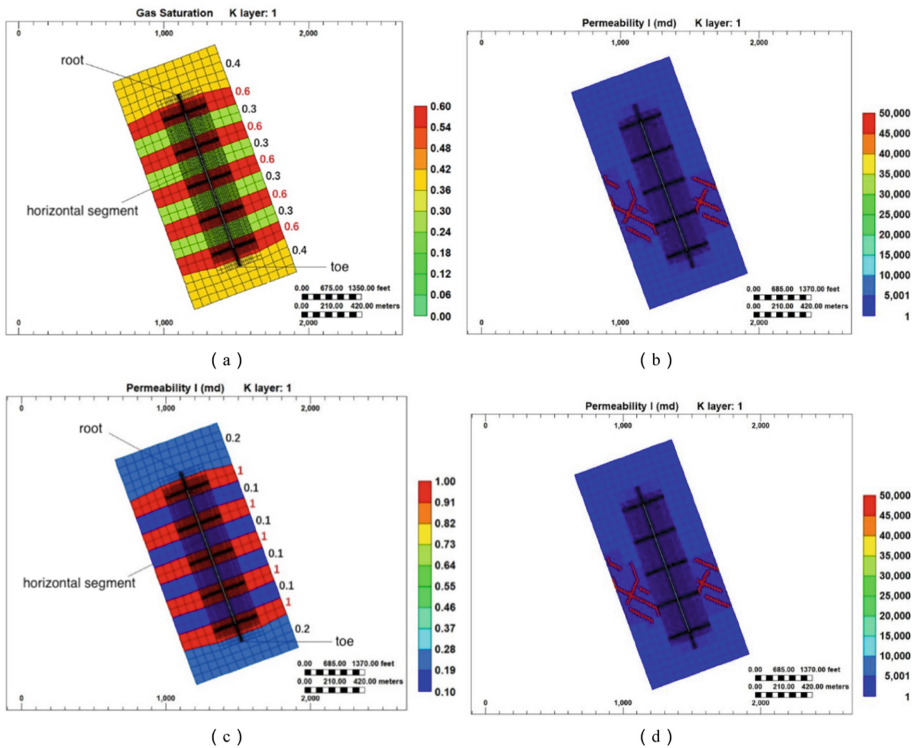 Gas Saturation K layer: 1
0 1,000 2,000
root
horizontal segment
toe
0.4
0.6
0.3
0.6
0.3
0.6
0.3
0.6
0.3
0.6
0.4
0.60
0.54
0.48
0.42
0.36
0.30
0.24
0.18
0.12
0.06
0.00
0.00 675.00 1350.00 feet
0.00 210.00 420.00 meters
0 1,000 2,000
(a)
Permeability I (md) K layer: 1
0 1,000 2,000
50,000
45,000
40,000
35,000
30,000
25,000
20,000
15,000
10,000
5,001
1
0.00 685.00 1370.00 feet
0.00 210.00 420.00 meters
0 1,000 2,000
(b)
Permeability I (md) K layer: 1
0 1,000 2,000
root
horizontal segment
toe
0.2
1
0.1
1
0.1
1
0.1
1
0.1
1
0.2
1.00
0.91
0.82
0.73
0.64
0.55
0.46
0.37
0.28
0.19
0.10
0.00 685.00 1370.00 feet
0.00 210.00 420.00 meters
0 1,000 2,000
(c)
Permeability I (md) K layer: 1
0 1,000 2,000
50,000
45,000
40,000
35,000
30,000
25,000
20,000
15,000
10,000
5,001
1
0.00 685.00 1370.00 feet
0.00 210.00 420.00 meters
0 1,000 2,000
(d)